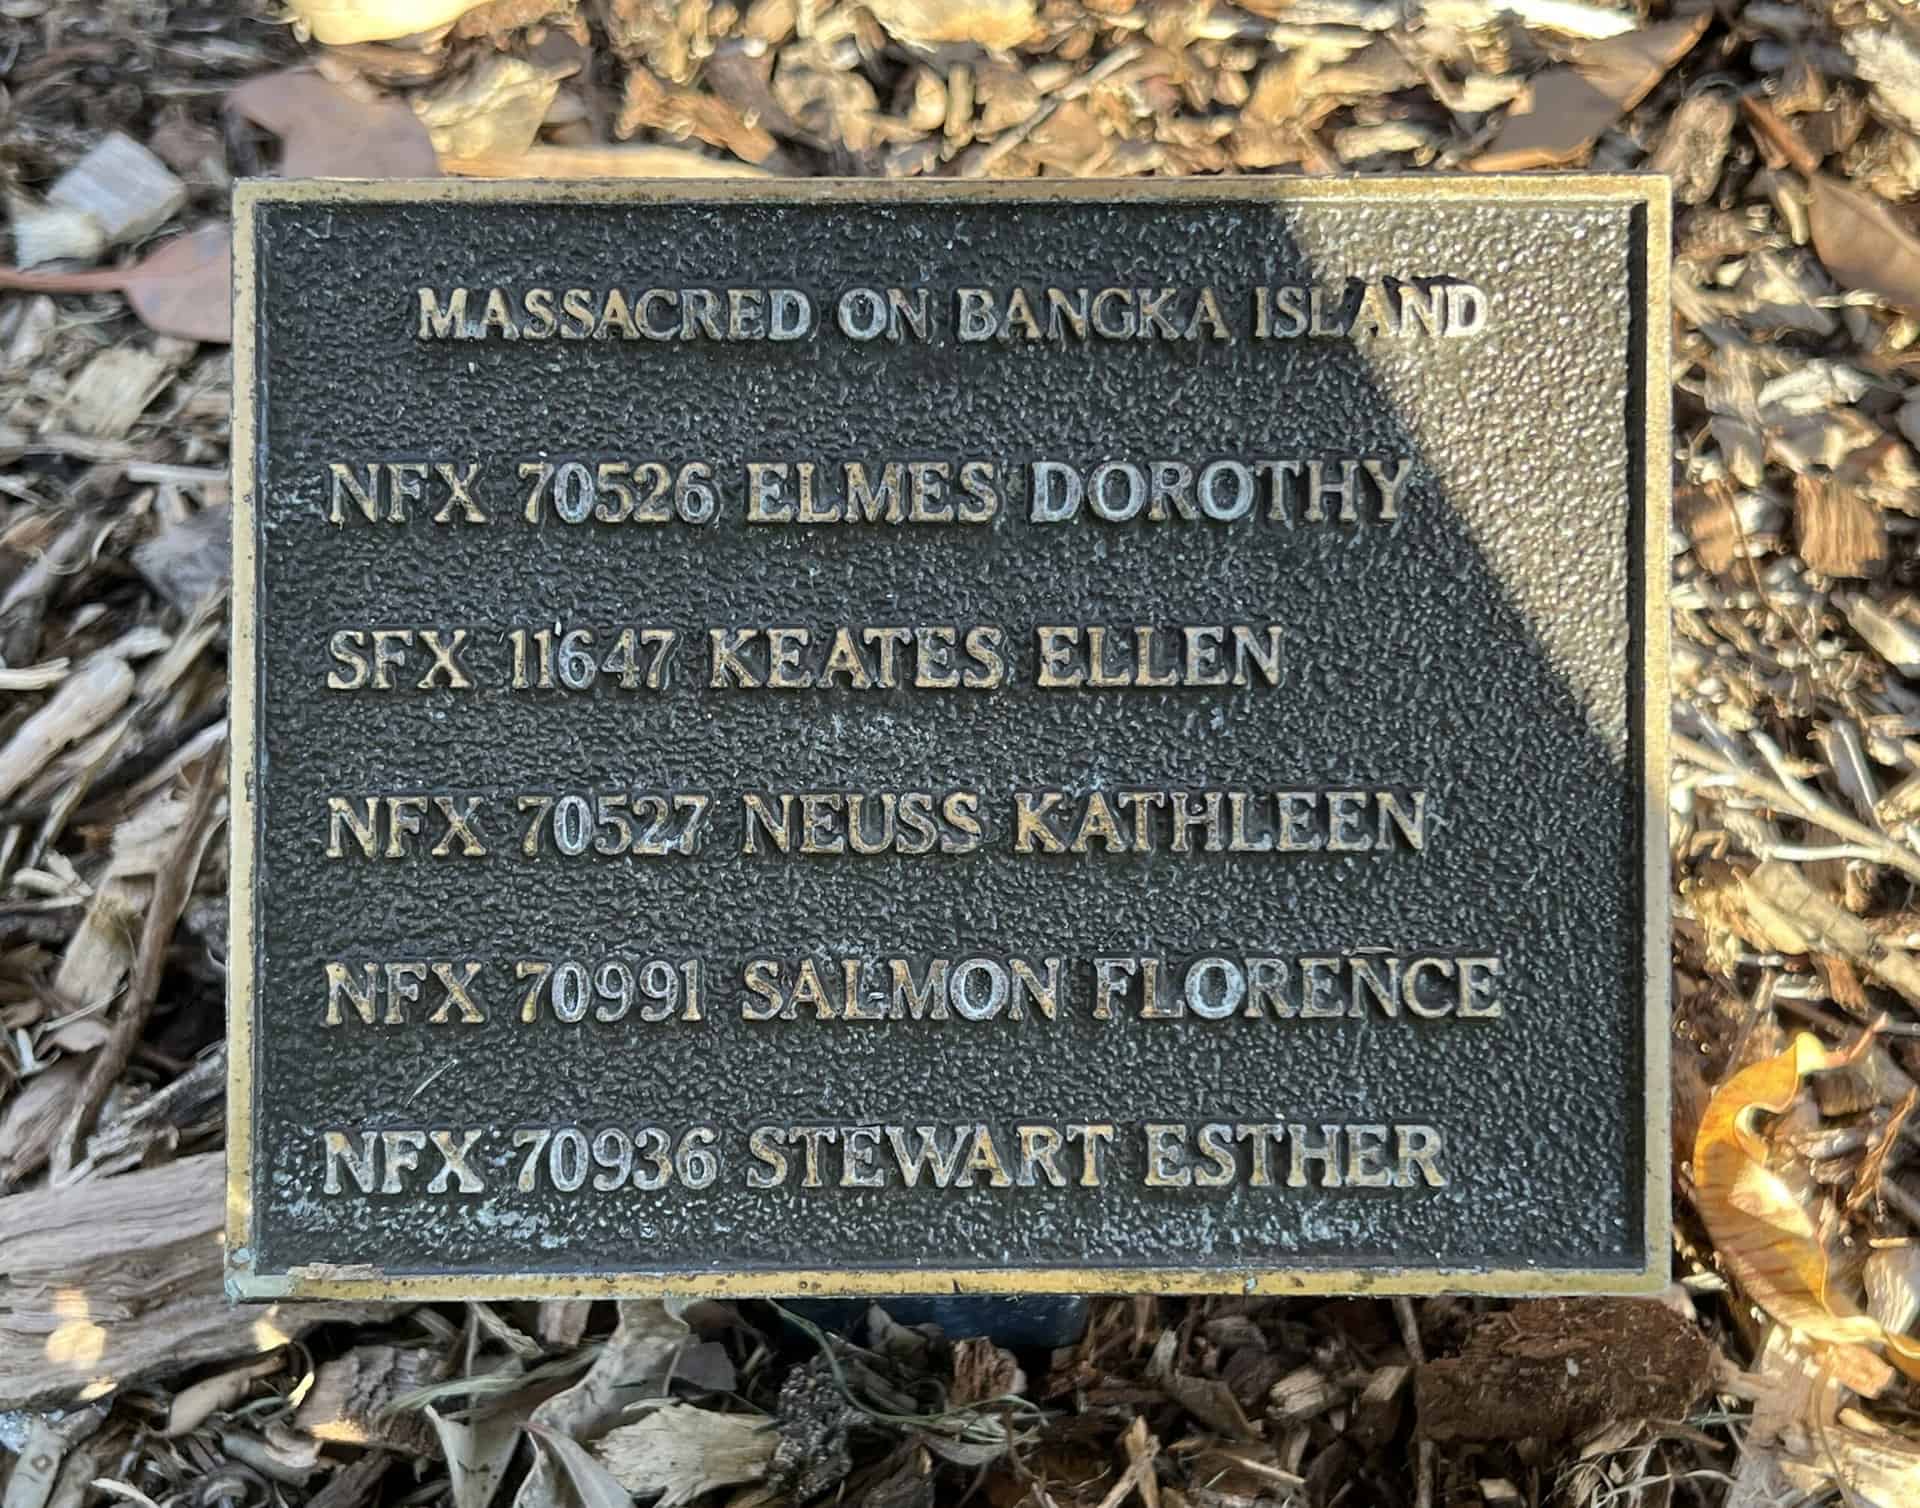 MASSACRED ON BANGKA ISLAND
NFX 70526 ELMES DOROTHY
SFX 11647 KEATES ELLEN
NFX 70527 NEUSS KATHLEEN
NFX 70991 SALMON FLORENCE
NFX 70936 STEWART ESTHER